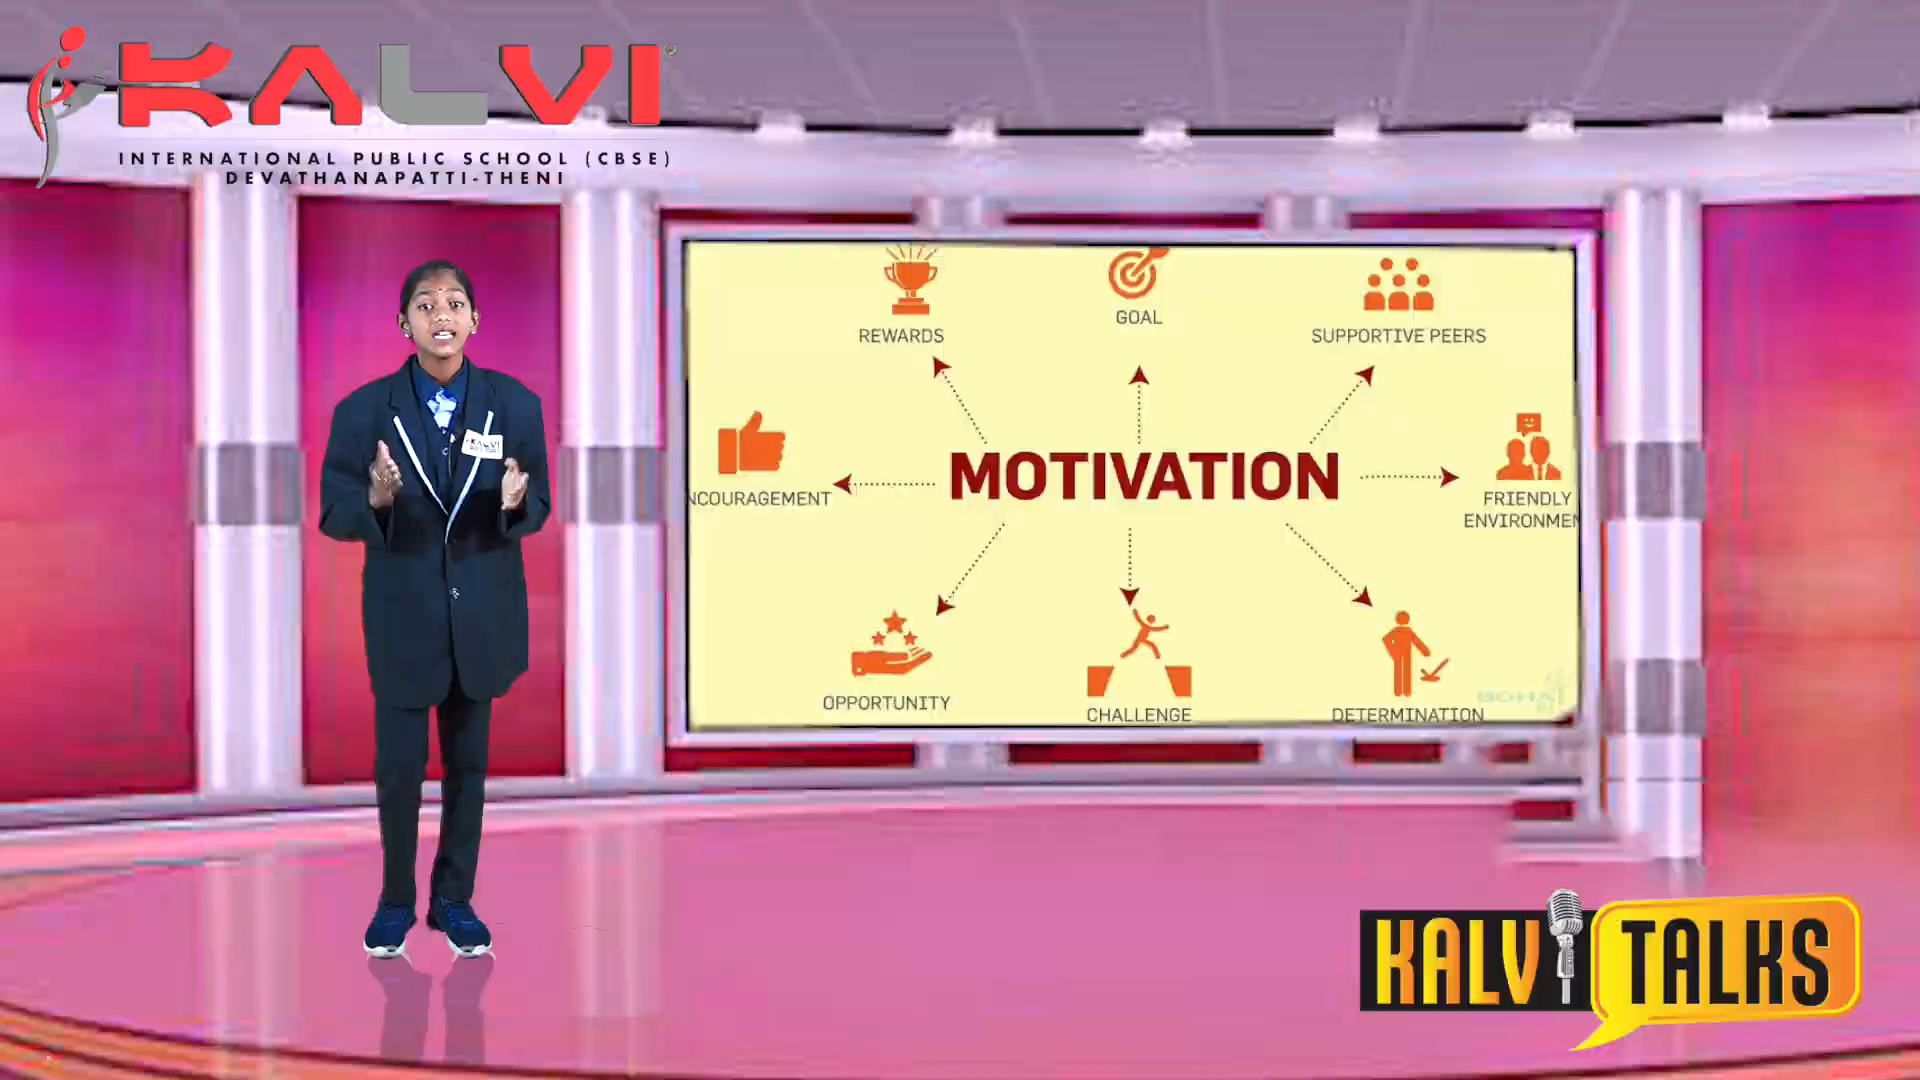 KALVI®
INTERNATIONAL PUBLIC SCHOOL (CBSE)
DEVATHANAPATTI-THENI
REWARDS
GOAL
SUPPORTIVE PEERS
NCOURAGEMENT
MOTIVATION
FRIENDLY
ENVIRONMEN
OPPORTUNITY
CHALLENGE
DETERMINATION
KALVI
KALVI TALKS